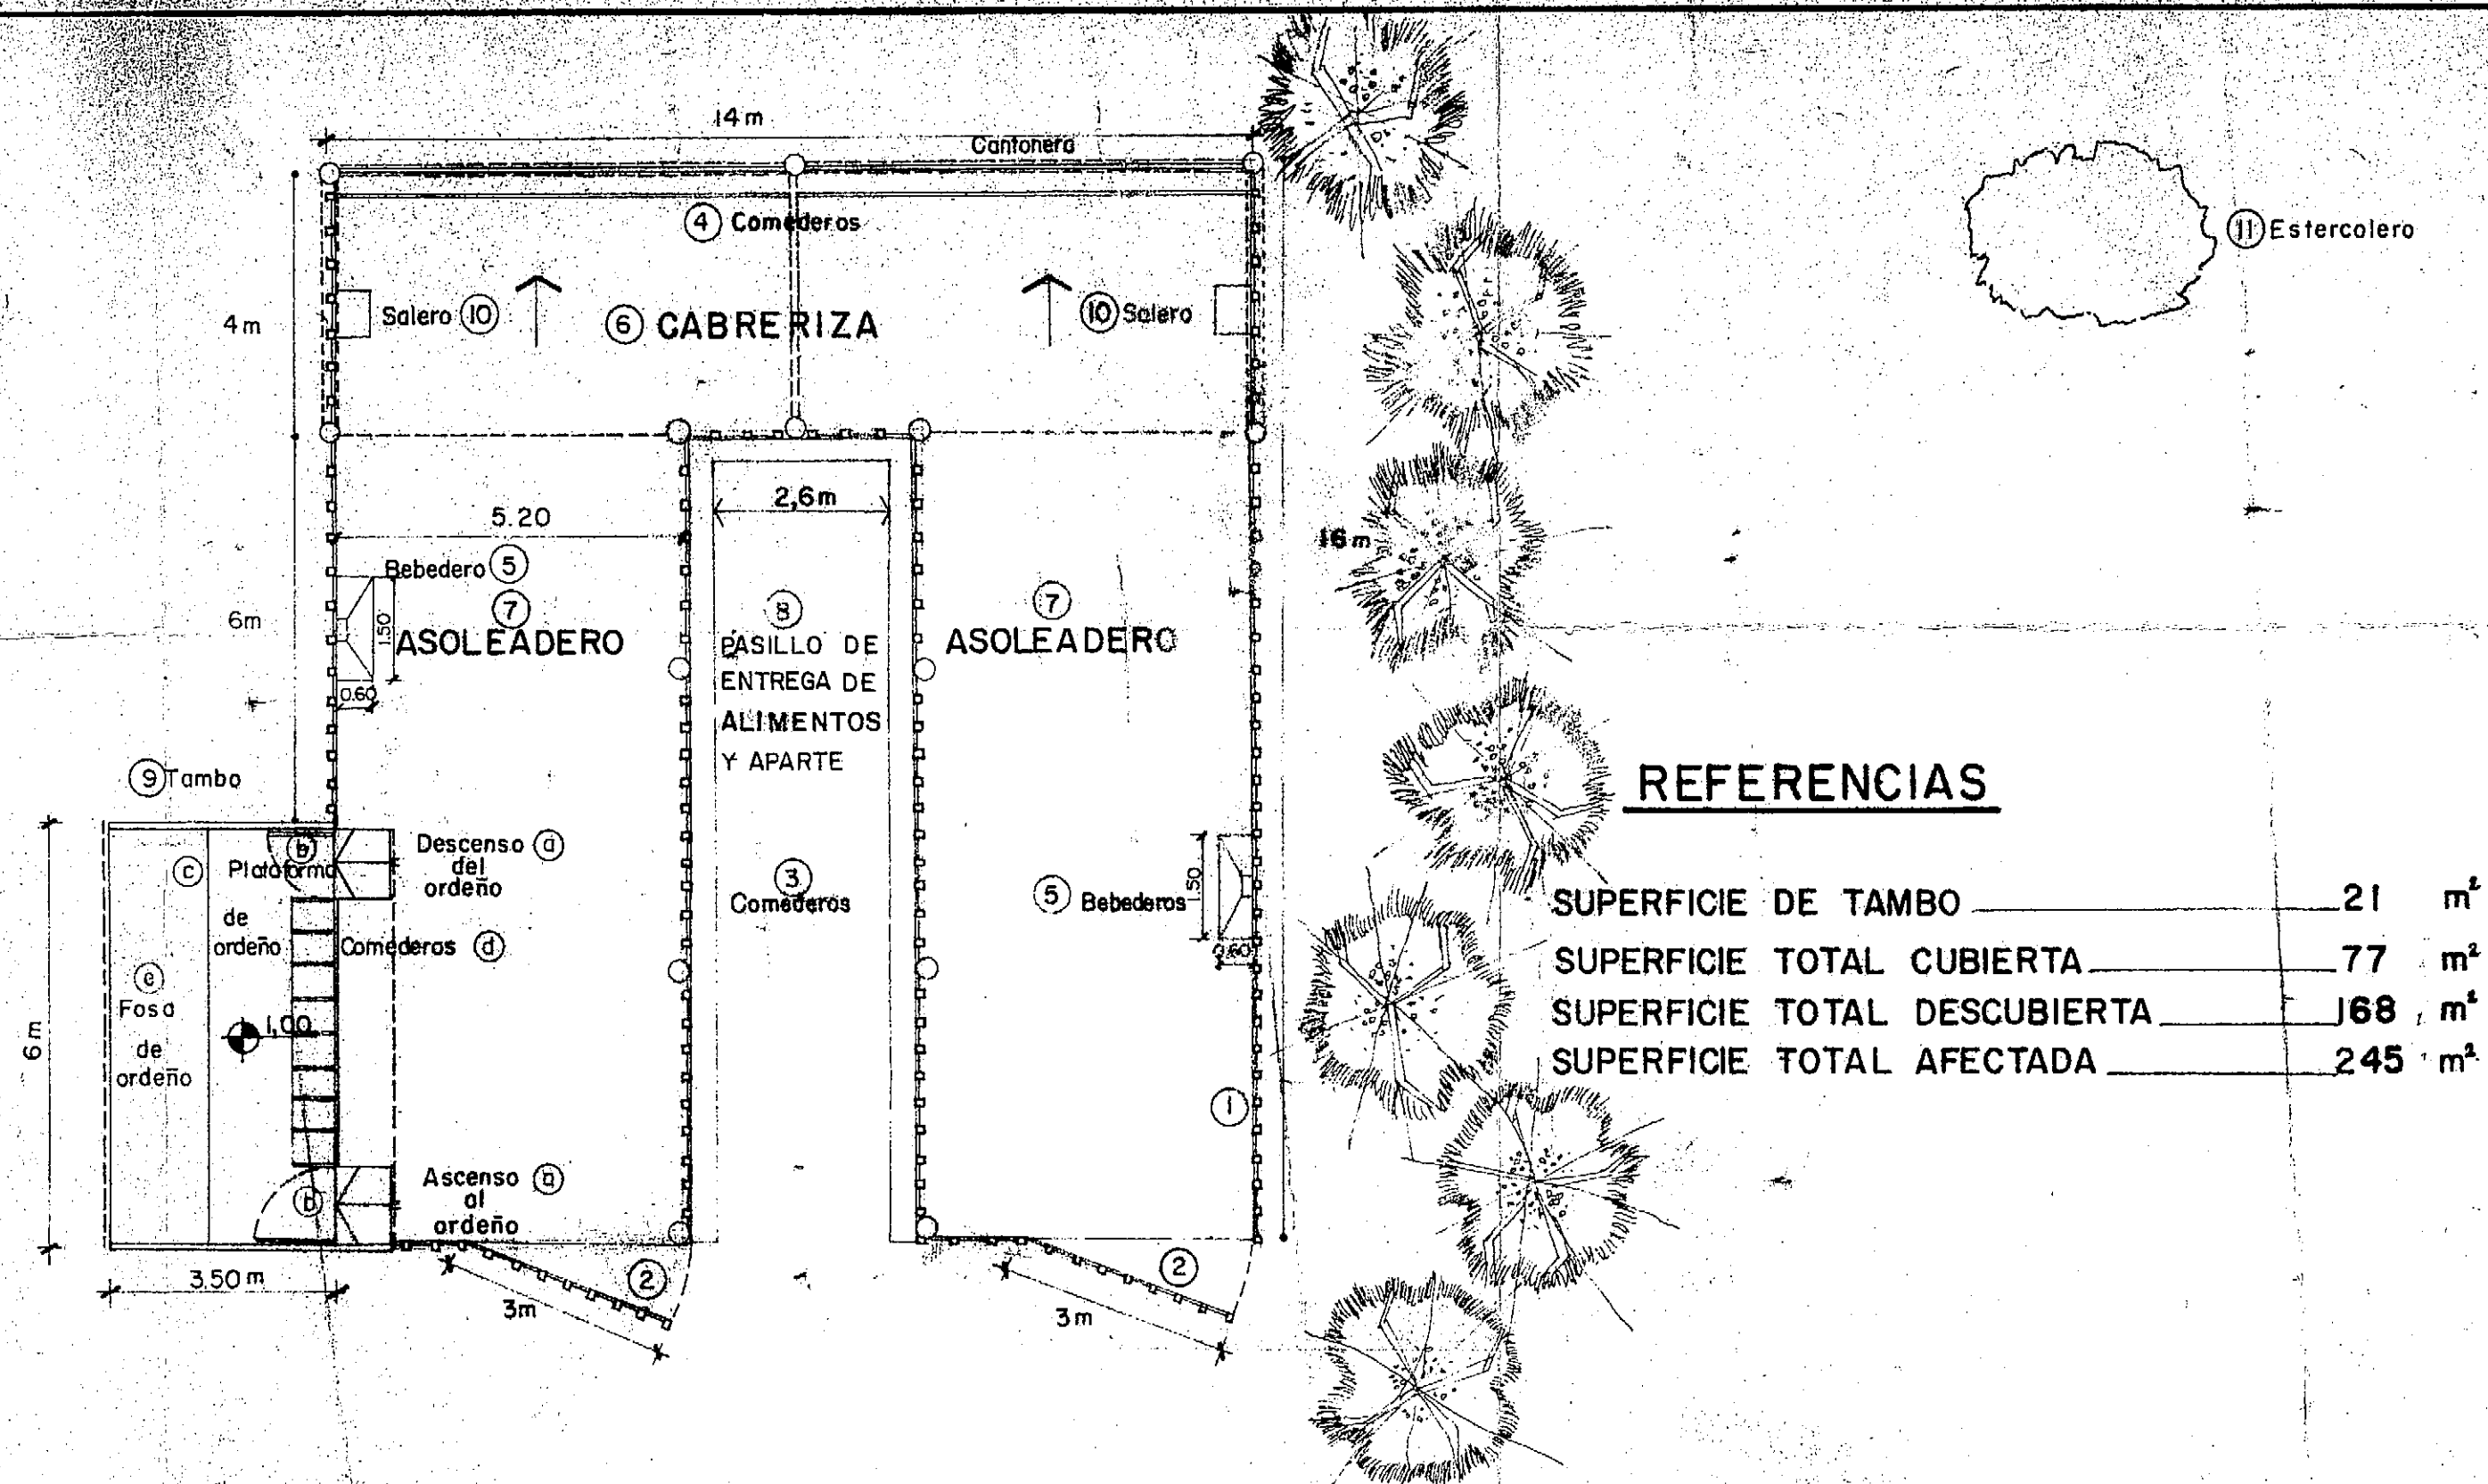 14 m
Cantonera
4 Comederos
11 Estercolero
4 m
Salero 10
6 CABRERIZA
10 Salero
2,6m
5.20
16 m
Bebedero 5
7
ASOLEADERO
1.50
0.60
6m
8
PASILLO DE
ENTREGA DE
ALIMENTOS
Y APARTE
7
ASOLEADERO
9 Tambo
REFERENCIAS
c
Plataforma
de
ordeño
b
Descenso a
del
ordeño
3
Comederos
5 Bebederos
1.50
0.60
Comederos d
e
Fosa
de
ordeño
1,00
6 m
1
Ascenso a
al
ordeño
b
3.50 m
2
3m
2
3m
SUPERFICIE DE TAMBO 21 m²
SUPERFICIE TOTAL CUBIERTA 77 m²
SUPERFICIE TOTAL DESCUBIERTA 168 m²
SUPERFICIE TOTAL AFECTADA 245 m²